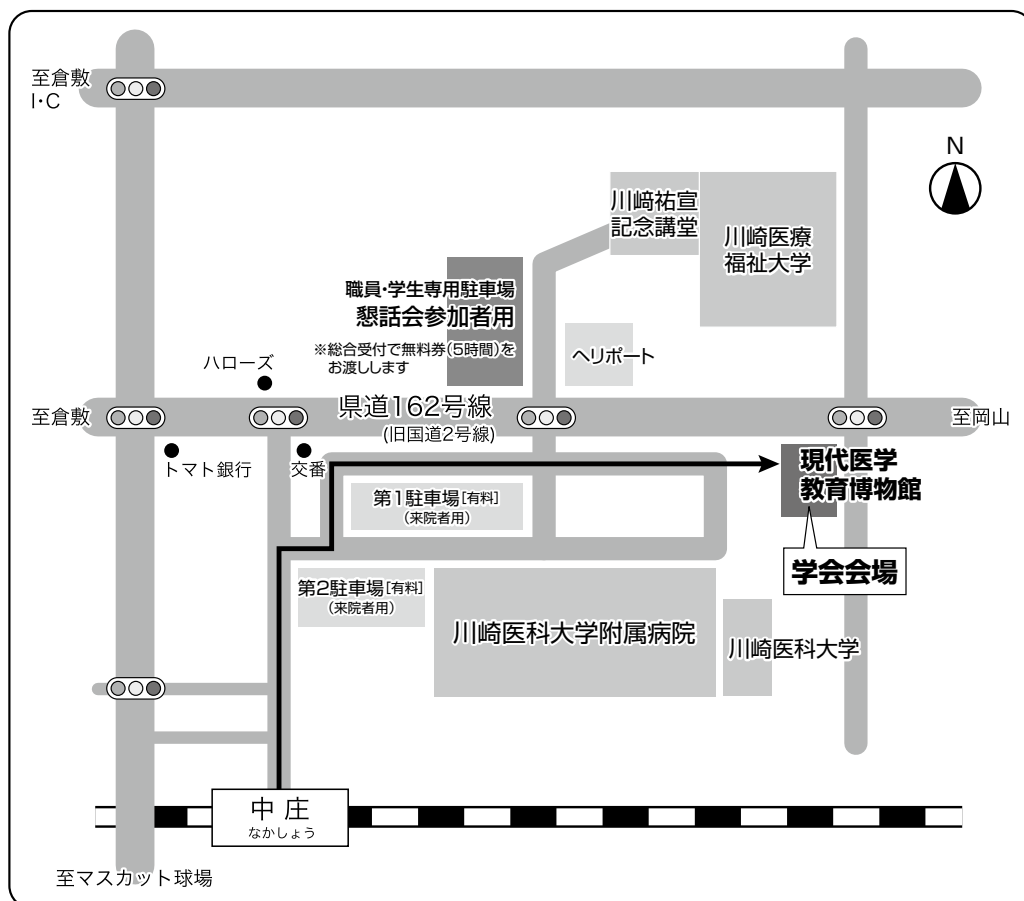 至倉敷
I・C
N
川﨑祐宣
記念講堂
川崎医療
福祉大学
職員・学生専用駐車場
懇話会参加者用
※総合受付で無料券(5時間)を
お渡しします
ヘリポート
ハローズ
至倉敷
県道162号線
(旧国道2号線)
至岡山
トマト銀行
交番
現代医学
教育博物館
第1駐車場[有料]
(来院者用)
学会会場
第2駐車場[有料]
(来院者用)
川崎医科大学附属病院
川崎医科大学
中庄
なかしょう
至マスカット球場